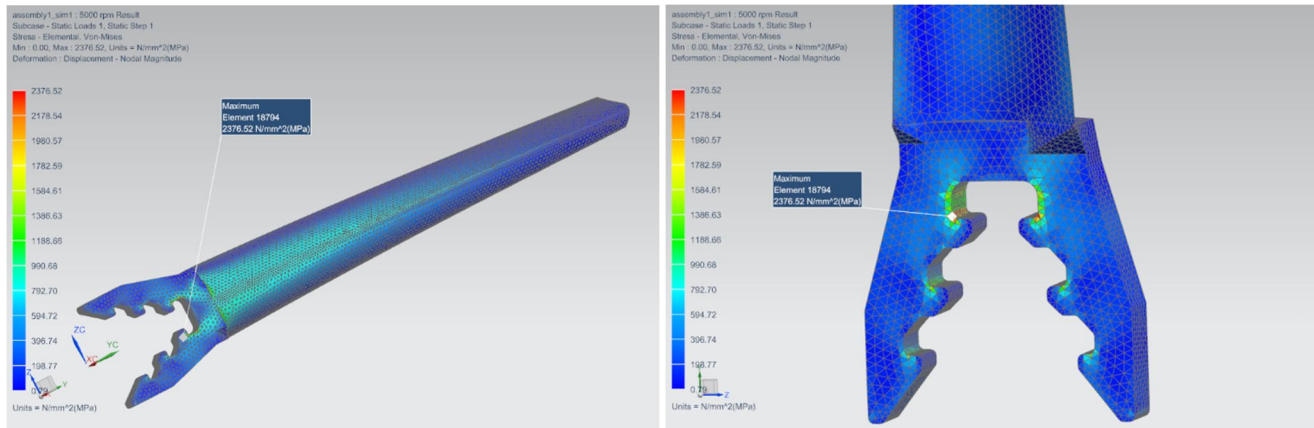 assembly1_sim1 : 5000 rpm Result
Subcase - Static Loads 1, Static Step 1
Stress - Elemental, Von-Mises
Min : 0.00, Max : 2376.52, Units = N/mm^2(MPa)
Deformation : Displacement - Nodal Magnitude
2376.52
2178.54
1980.57
1782.59
1584.61
1386.63
1188.66
990.68
792.70
594.72
396.74
198.77
0.79
Units = N/mm^2(MPa)
Maximum
Element 18794
2376.52 N/mm^2(MPa)
ZC
YC
XC
Z
Y
assembly1_sim1 : 5000 rpm Result
Subcase - Static Loads 1, Static Step 1
Stress - Elemental, Von-Mises
Min : 0.00, Max : 2376.52, Units = N/mm^2(MPa)
Deformation : Displacement - Nodal Magnitude
2376.52
2178.54
1980.57
1782.59
1584.61
1386.63
1188.66
990.68
792.70
594.72
396.74
198.77
0.79
Units = N/mm^2(MPa)
Maximum
Element 18794
2376.52 N/mm^2(MPa)
Z